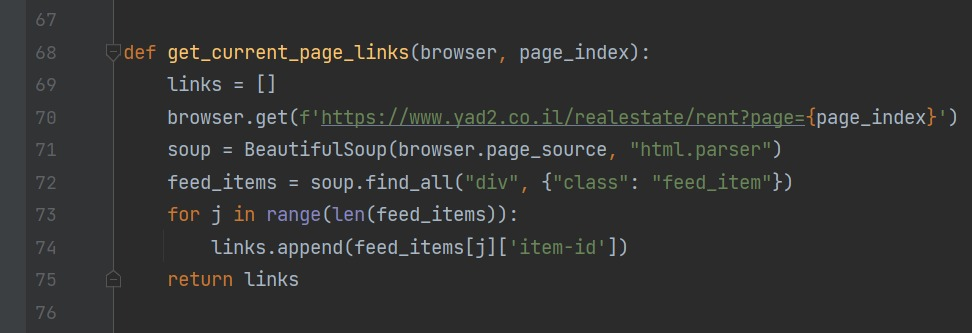 67
68 def get_current_page_links(browser, page_index):
69 links = []
70 browser.get(f'https://www.yad2.co.il/realestate/rent?page={page_index}')
71 soup = BeautifulSoup(browser.page_source, "html.parser")
72 feed_items = soup.find_all("div", {"class": "feed_item"})
73 for j in range(len(feed_items)):
74 links.append(feed_items[j]['item-id'])
75 return links
76